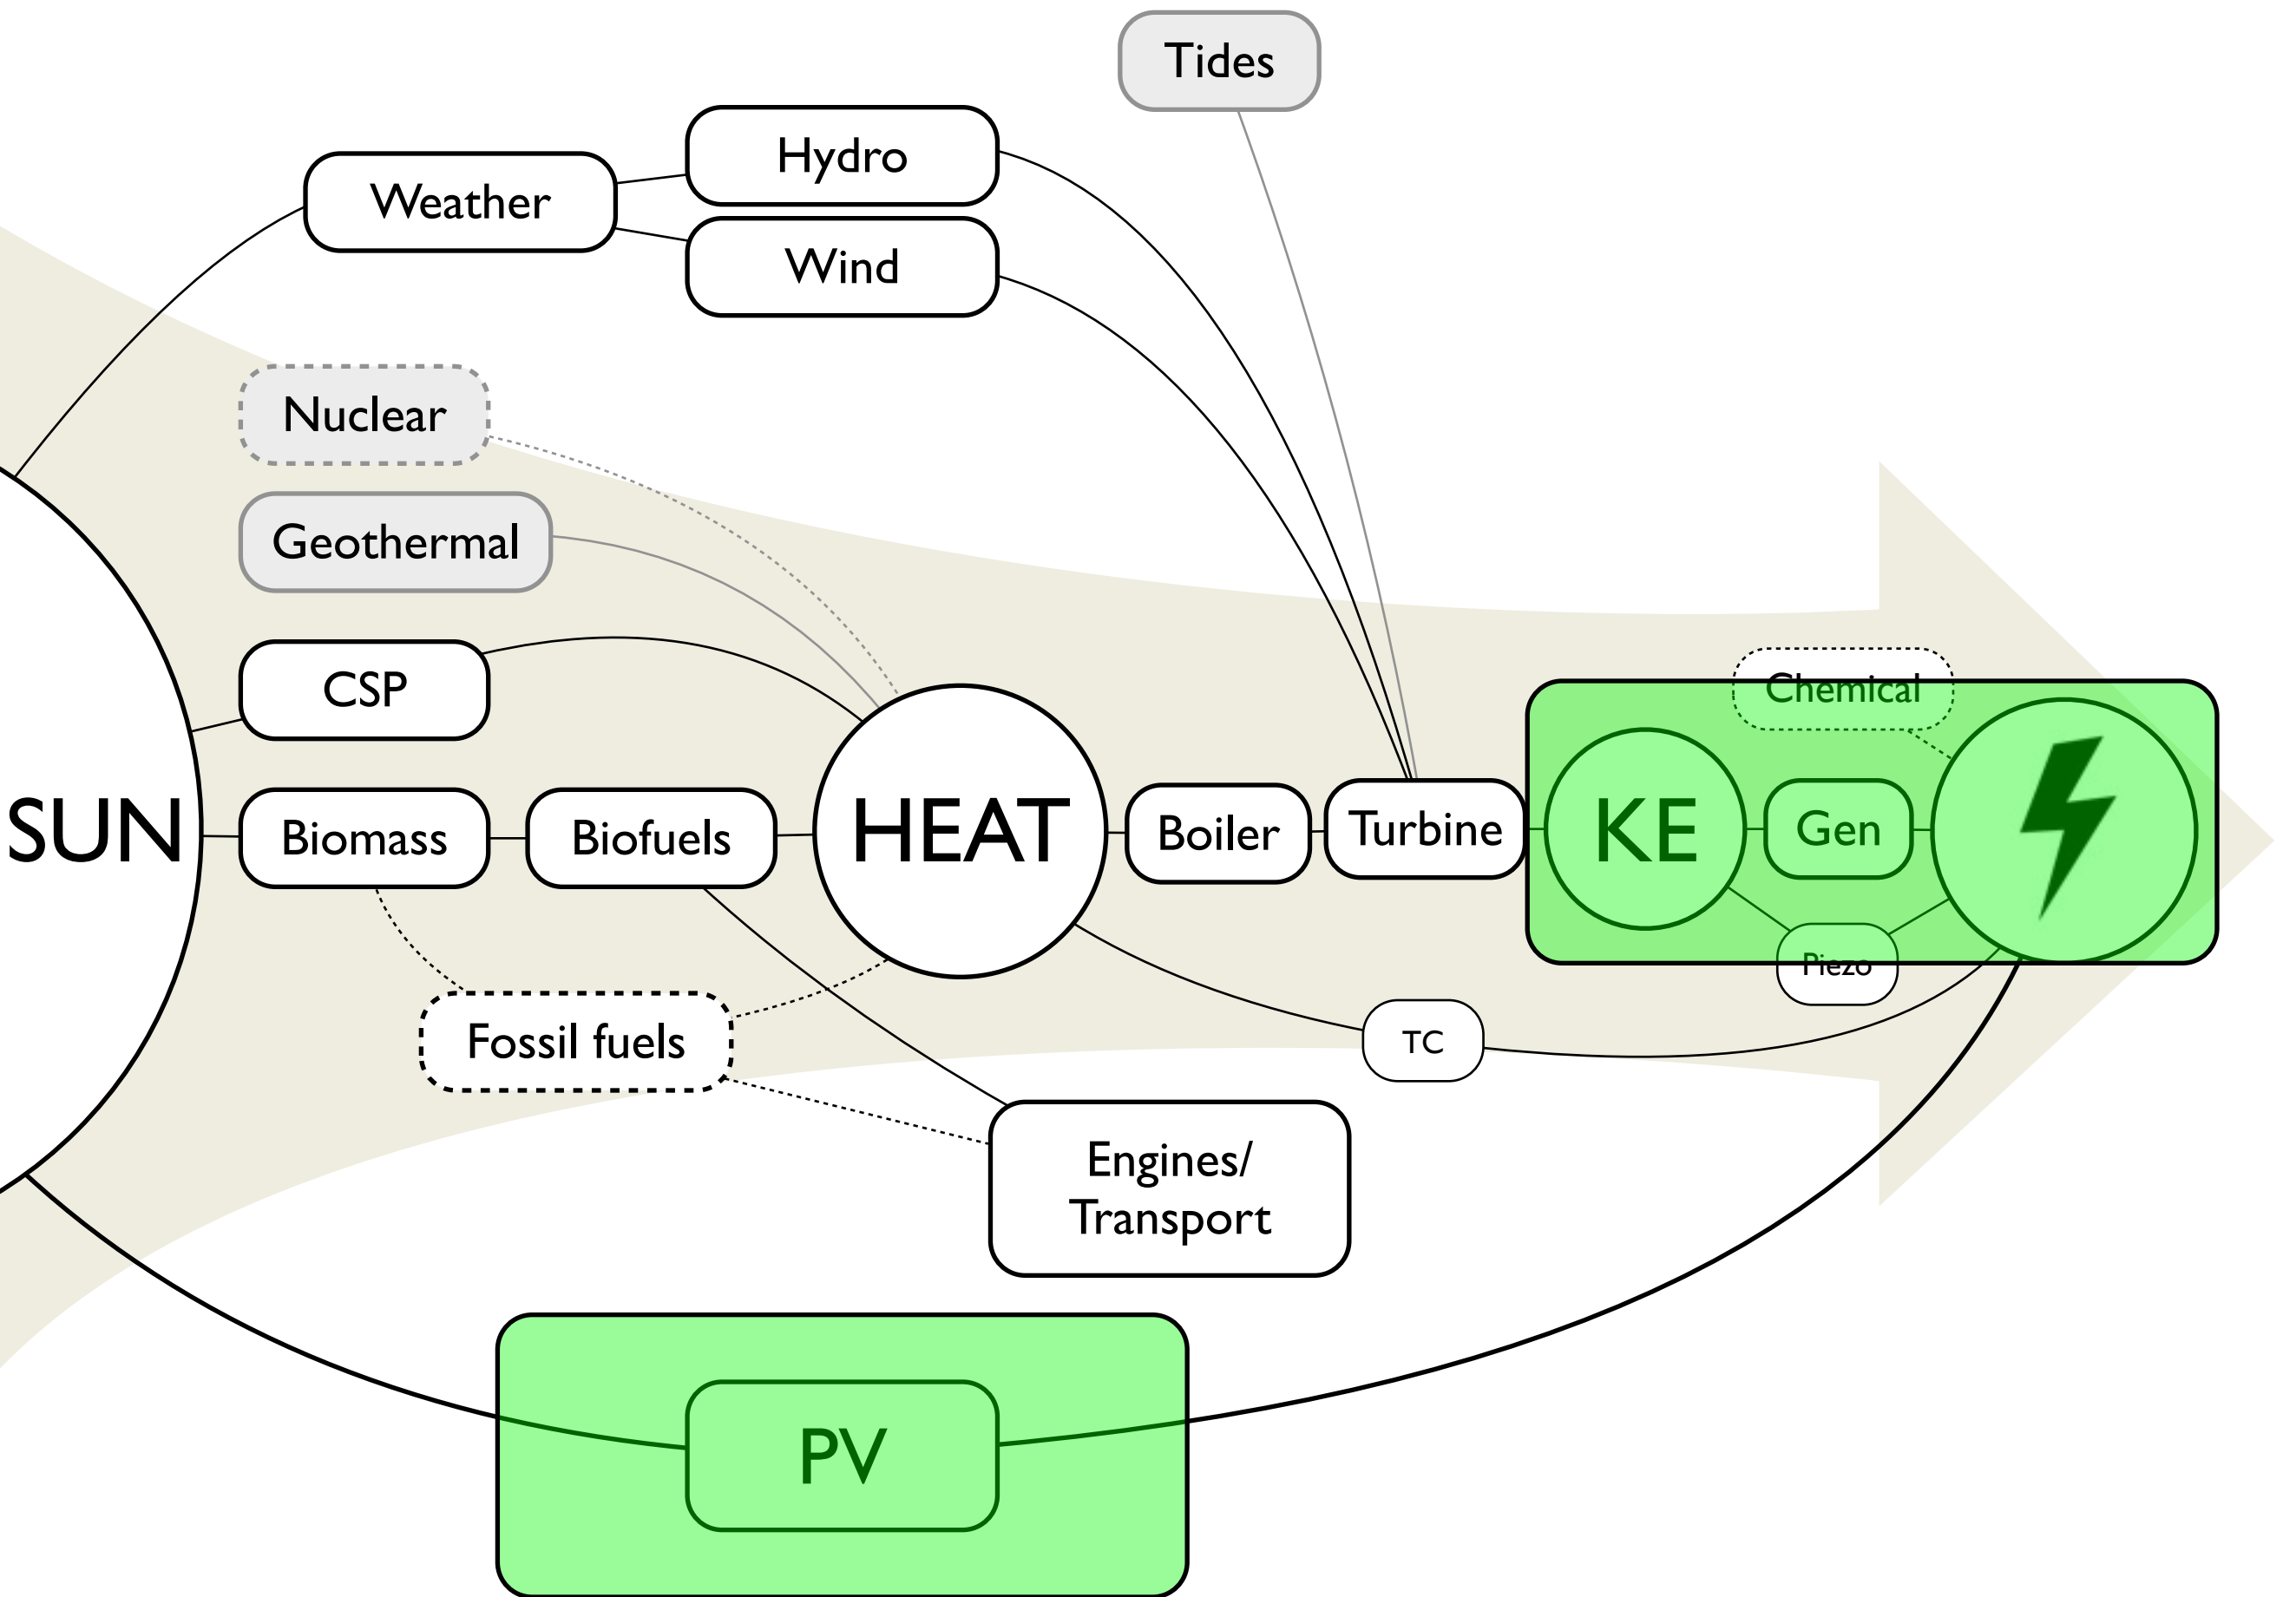 Tides
Hydro
Weather
Wind
Nuclear
Geothermal
CSP
Chemical
SUN
Biomass
Biofuels
HEAT
Boiler
Turbine
KE
Gen
Piezo
Fossil fuels
TC
Engines/
Transport
PV